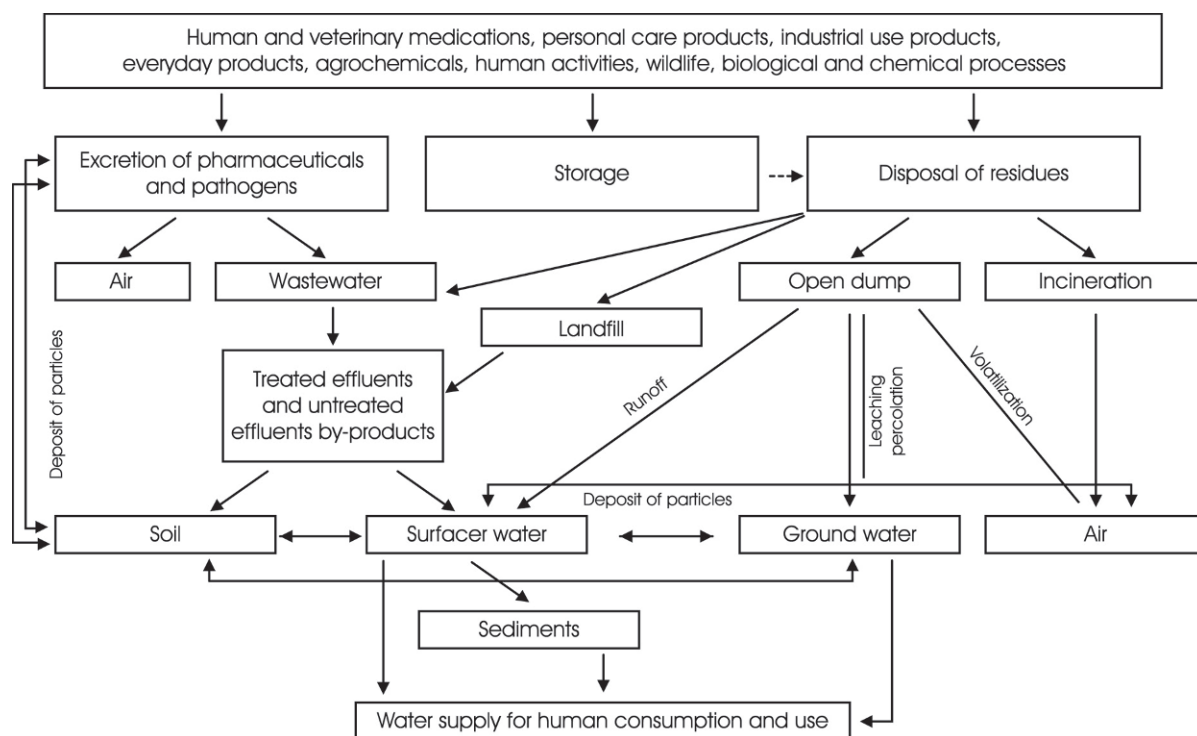 Human and veterinary medications, personal care products, industrial use products,
everyday products, agrochemicals, human activities, wildlife, biological and chemical processes
Excretion of pharmaceuticals
and pathogens
Storage
Disposal of residues
Air
Wastewater
Open dump
Incineration
Landfill
Deposit of particles
Treated effluents
and untreated
effluents by-products
Runoff
Leaching
percolation
Volatilization
Deposit of particles
Soil
Surfacer water
Ground water
Air
Sediments
Water supply for human consumption and use